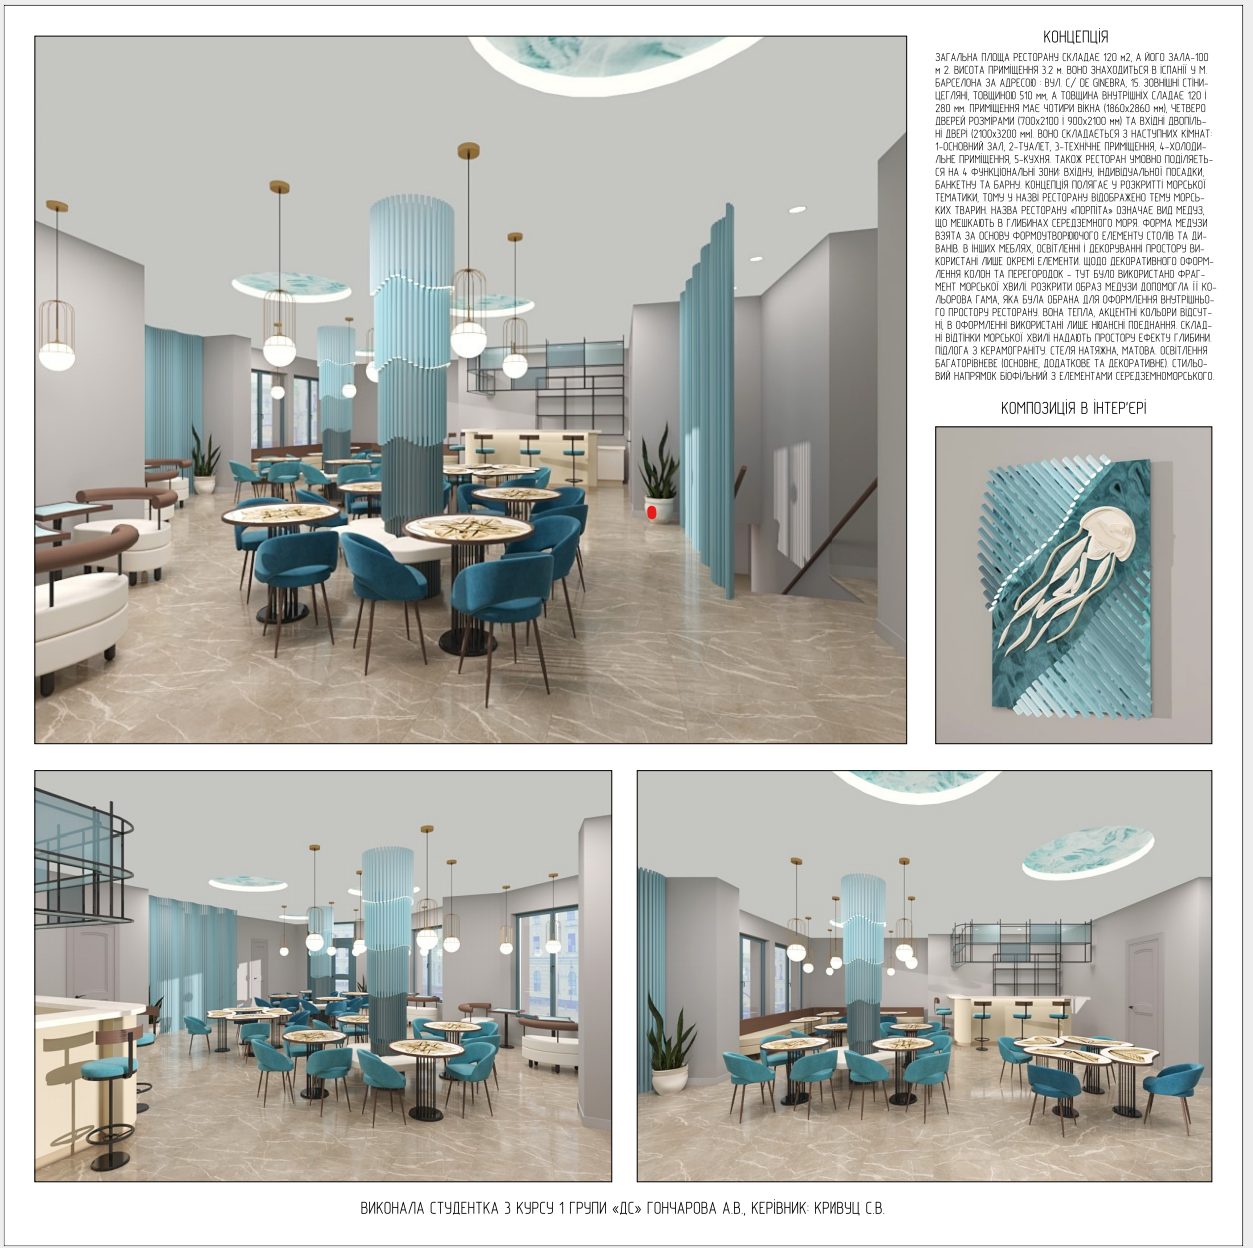 КОНЦЕПЦІЯ
ЗАГАЛЬНА ПЛОЩА РЕСТОРАНУ СКЛАДАЕ 120 м2, А ЙОГО ЗАЛА-100
м 2. ВИСОТА ПРИМІЩЕННЯ 3.2 м. ВОНО ЗНАХОДИТЬСЯ В ІСПАНІЇ У М.
БАРСЕЛОНА ЗА АДРЕСОЮ : ВУЛ. C/ DE GINEBRA, 15. ЗОВНІШНІ СТІНИ-
ЦЕГЛЯНІ, ТОВЩИНОЮ 510 мм, А ТОВЩИНА ВНУТРІШНІХ СЛАДАЕ 120 І
280 мм. ПРИМІЩЕННЯ МАЄ ЧОТИРИ ВІКНА (1860х2860 мм), ЧЕТВЕРО
ДВЕРЕЙ РОЗМІРАМИ (700х2100 І 900х2100 мм) ТА ВХІДНІ ДВОПІЛЬ-
НІ ДВЕРІ (2100х3200 мм). ВОНО СКЛАДАЄТЬСЯ З НАСТУПНИХ КІМНАТ:
1-ОСНОВНИЙ ЗАЛ, 2-ТУАЛЕТ, 3-ТЕХНІЧНЕ ПРИМІЩЕННЯ, 4-ХОЛОДИ-
ЛЬНЕ ПРИМІЩЕННЯ, 5-КУХНЯ. ТАКОЖ РЕСТОРАН УМОВНО ПОДІЛЯЄТЬ-
СЯ НА 4 ФУНКЦІОНАЛЬНІ ЗОНИ: ВХІДНУ, ІНДИВІДУАЛЬНОЇ ПОСАДКИ,
БАНКЕТНУ ТА БАРНУ. КОНЦЕПЦІЯ ПОЛЯГАЄ У РОЗКРИТТІ МОРСЬКОЇ
ТЕМАТИКИ, ТОМУ У НАЗВІ РЕСТОРАНУ ВІДОБРАЖЕНО ТЕМУ МОРСЬ-
КИХ ТВАРИН. НАЗВА РЕСТОРАНУ «ПОРПІТА» ОЗНАЧАЄ ВИД МЕДУЗ,
ЩО МЕШКАЮТЬ В ГЛИБИНАХ СЕРЕДЗЕМНОГО МОРЯ. ФОРМА МЕДУЗИ
ВЗЯТА ЗА ОСНОВУ ФОРМОУТВОРЮЮЧОГО ЕЛЕМЕНТУ СТОЛІВ ТА ДИ-
ВАНІВ. В ІНШИХ МЕБЛЯХ, ОСВІТЛЕННІ І ДЕКОРУВАННІ ПРОСТОРУ ВИ-
КОРИСТАНІ ЛИШЕ ОКРЕМІ ЕЛЕМЕНТИ. ЩОДО ДЕКОРАТИВНОГО ОФОРМ-
ЛЕННЯ КОЛОН ТА ПЕРЕГОРОДОК - ТУТ БУЛО ВИКОРИСТАНО ФРАГ-
МЕНТ МОРСЬКОЇ ХВИЛІ. РОЗКРИТИ ОБРАЗ МЕДУЗИ ДОПОМОГЛА ЇЇ КО-
ЛЬОРОВА ГАМА, ЯКА БУЛА ОБРАНА ДЛЯ ОФОРМЛЕННЯ ВНУТРІШНЬО-
ГО ПРОСТОРУ РЕСТОРАНУ. ВОНА ТЕПЛА, АКЦЕНТНІ КОЛЬОРИ ВІДСУТ-
НІ, В ОФОРМЛЕННІ ВИКОРИСТАНІ ЛИШЕ НЮАНСНІ ПОЄДНАННЯ. СКЛАД-
НІ ВІДТІНКИ МОРСЬКОЇ ХВИЛІ НАДАЮТЬ ПРОСТОРУ ЕФЕКТУ ГЛИБИНИ.
ПІДЛОГА З КЕРАМОГРАНІТУ. СТЕЛЯ НАТЯЖНА, МАТОВА. ОСВІТЛЕННЯ
БАГАТОРІВНЕВЕ (ОСНОВНЕ, ДОДАТКОВЕ ТА ДЕКОРАТИВНЕ). СТИЛЬО-
ВИЙ НАПРЯМОК БІОФІЛЬНИЙ З ЕЛЕМЕНТАМИ СЕРЕДЗЕМНОМОРСЬКОГО.
КОМПОЗИЦІЯ В ІНТЕР'ЄРІ
ВИКОНАЛА СТУДЕНТКА 3 КУРСУ 1 ГРУПИ «ДС» ГОНЧАРОВА А.В., КЕРІВНИК: КРИВУЦ С.В.